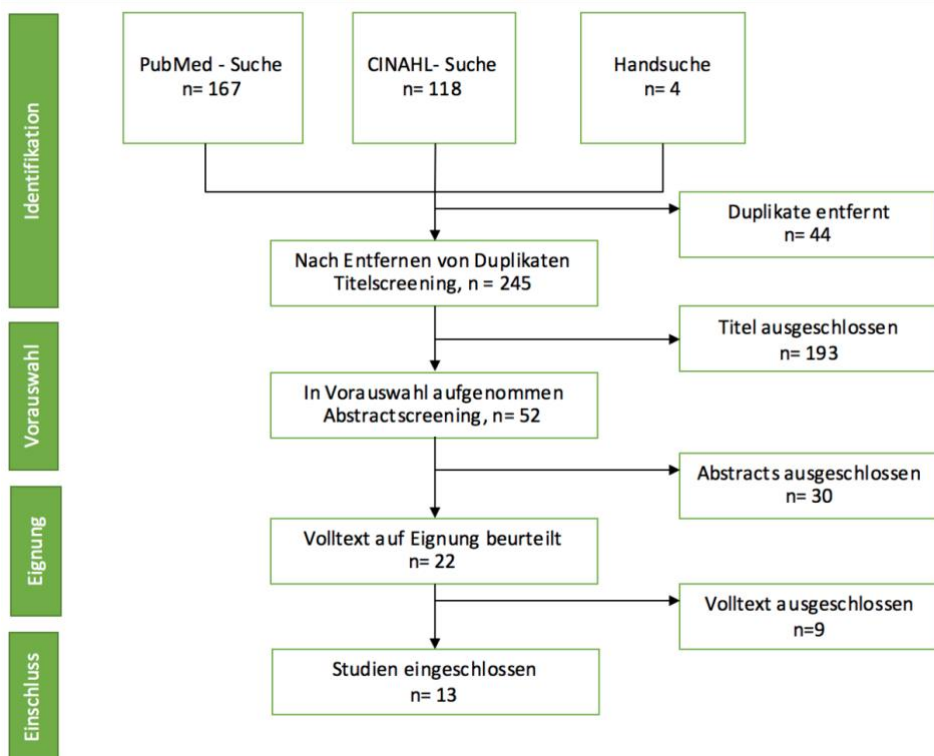 Identifikation
PubMed - Suche
n= 167
CINAHL- Suche
n= 118
Handsuche
n= 4
Duplikate entfernt
n= 44
Nach Entfernen von Duplikaten
Titelscreening, n = 245
Vorauswahl
Titel ausgeschlossen
n= 193
In Vorauswahl aufgenommen
Abstractscreening, n= 52
Abstracts ausgeschlossen
n= 30
Eignung
Volltext auf Eignung beurteilt
n= 22
Volltext ausgeschlossen
n=9
Einschluss
Studien eingeschlossen
n= 13